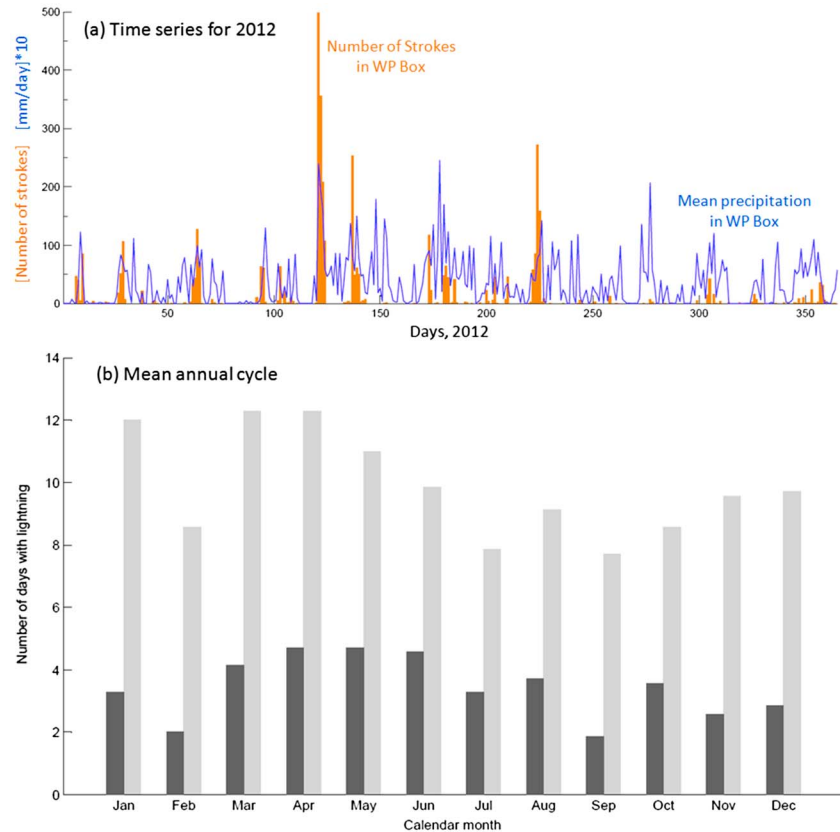 (a) Time series for 2012
Number of Strokes
in WP Box
Mean precipitation
in WP Box
[Number of strokes] [mm/day]*10
500
400
300
200
100
0
50
100
150
200
250
300
350
Days, 2012
(b) Mean annual cycle
Number of days with lightning
14
12
10
8
6
4
2
0
Jan Feb Mar Apr May Jun Jul Aug Sep Oct Nov Dec
Calendar month